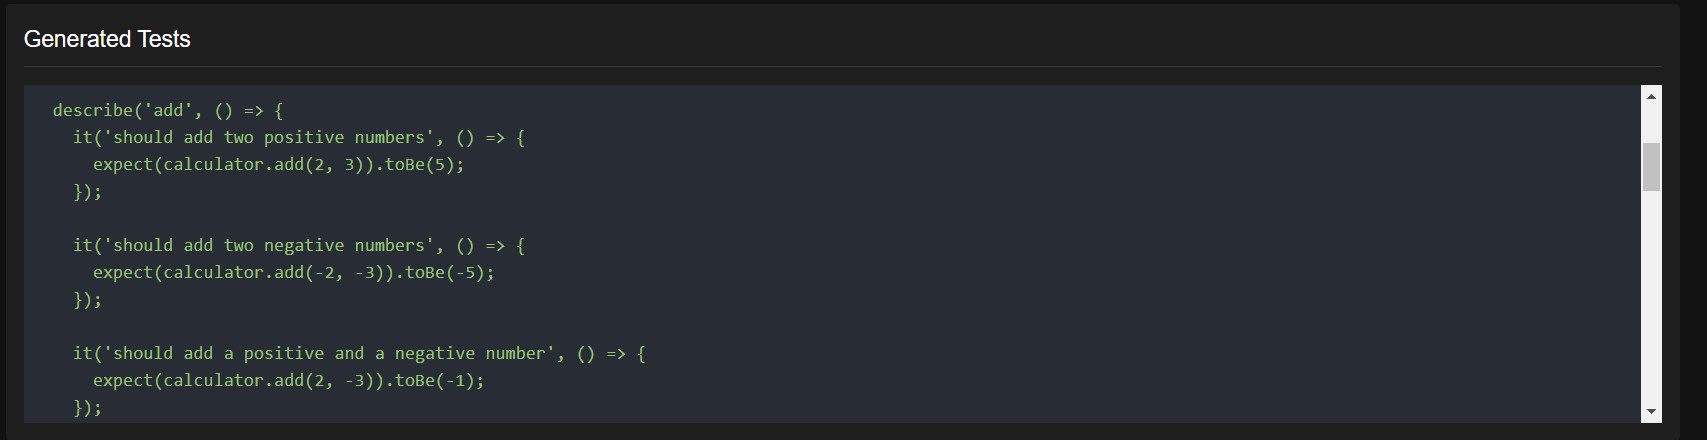 Generated Tests
describe('add', () => {
it('should add two positive numbers', () => {
expect(calculator.add(2, 3)).toBe(5);
});
it('should add two negative numbers', () => {
expect(calculator.add(-2, -3)).toBe(-5);
});
it('should add a positive and a negative number', () => {
expect(calculator.add(2, -3)).toBe(-1);
});